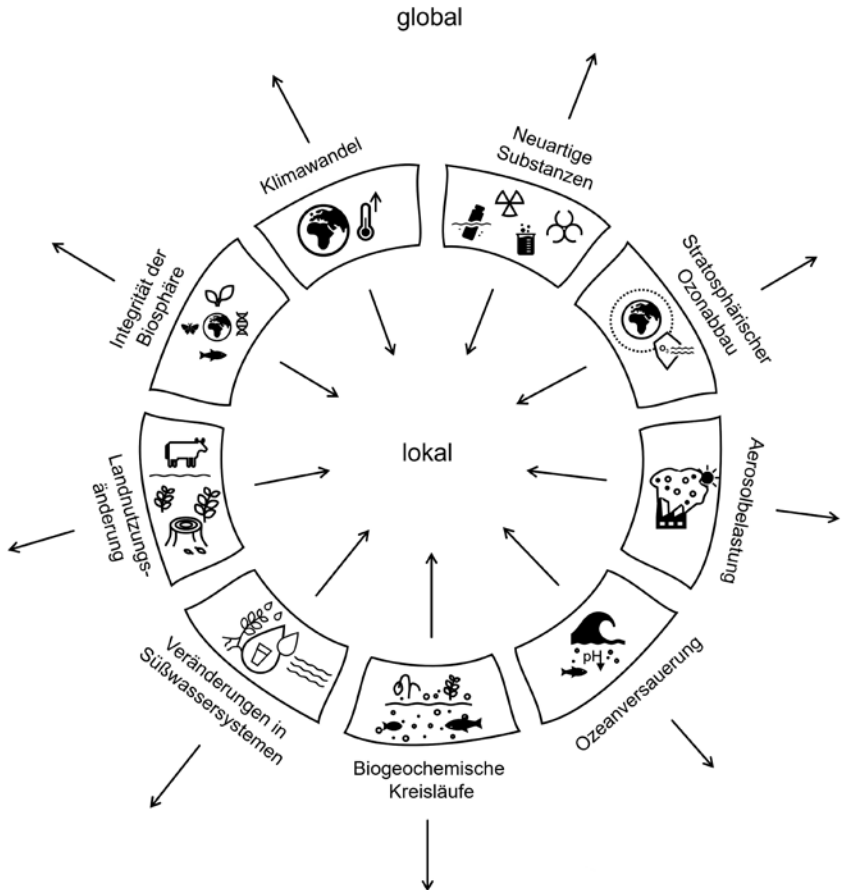 global
Klimawandel
Neuartige
Substanzen
Stratosphärischer
Ozonabbau
Aerosolbelastung
Ozeanversauerung
Biogeochemische
Kreisläufe
Veränderungen in
Süßwassersystemen
Landnutzungs-
änderung
Integrität der
Biosphäre
lokal
O₃
pH